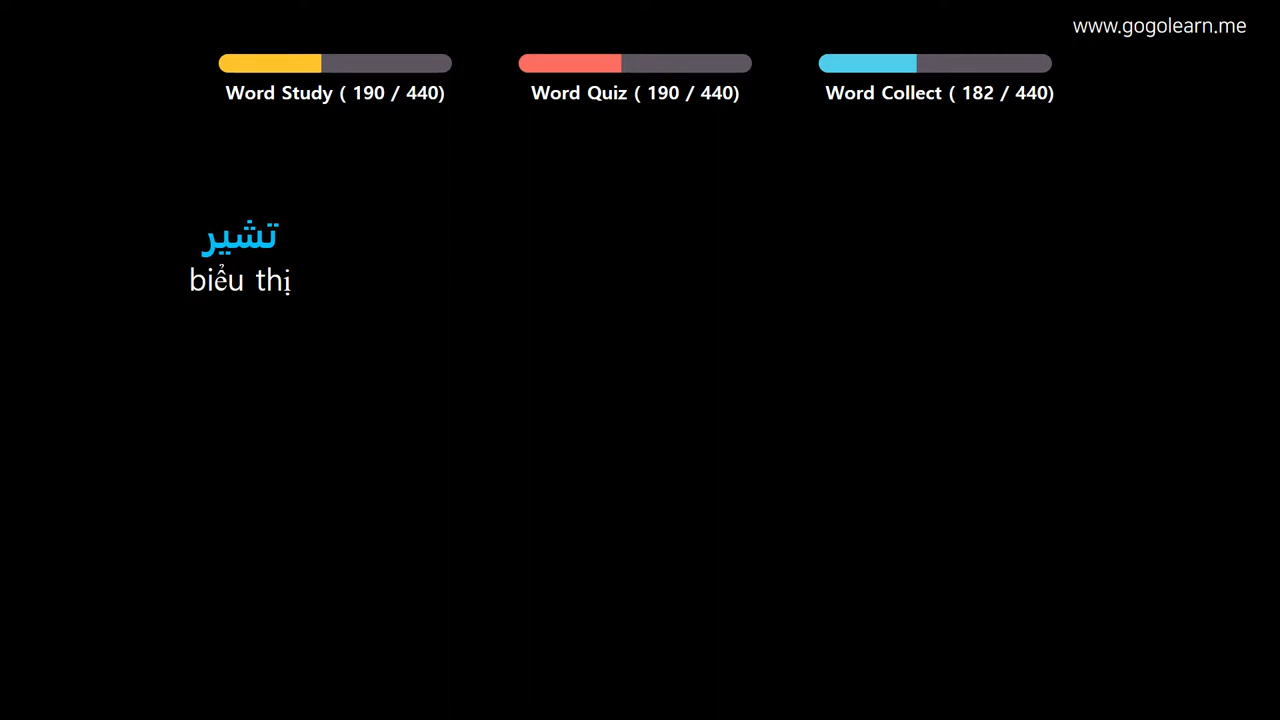 www.gogolearn.me
Word Study ( 190 / 440)
Word Quiz ( 190 / 440)
Word Collect ( 182 / 440)
تشير
biểu thị